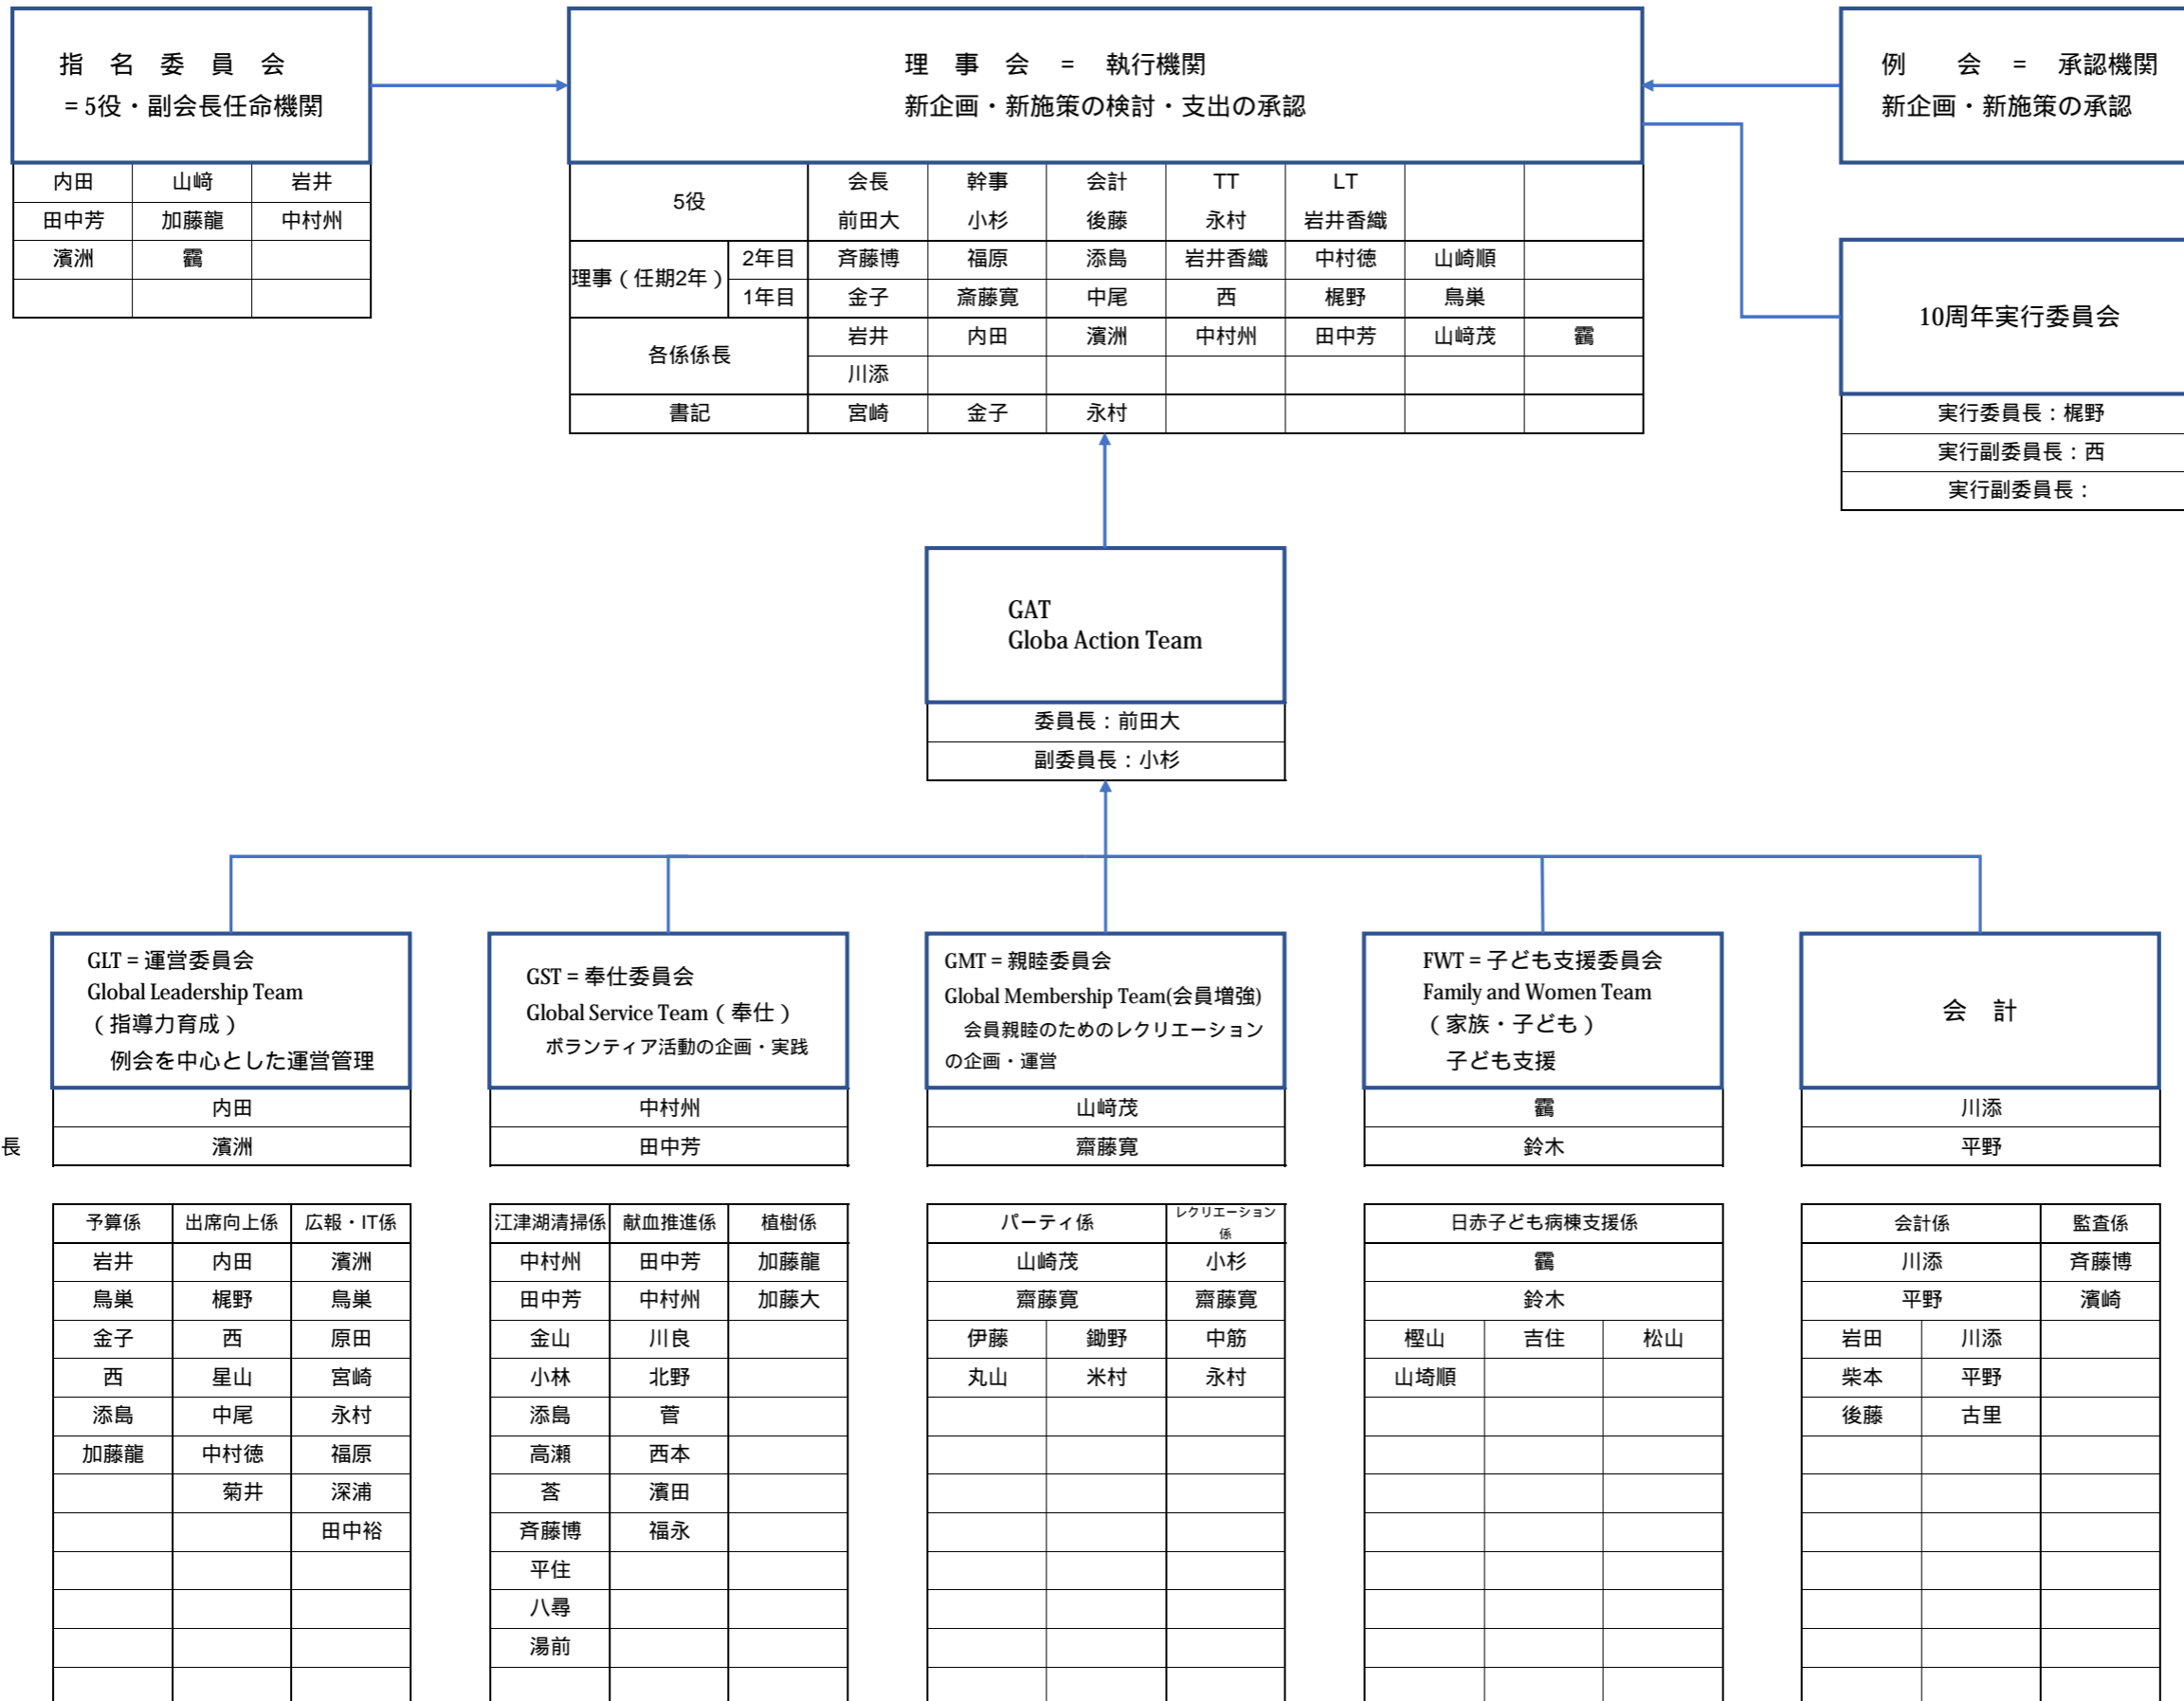 指 名 委 員 会
＝5役・副会長任命機関
内田 山﨑 岩井
田中芳 加藤龍 中村州
濱洲 靍
理 事 会 ＝ 執行機関
新企画・新施策の検討・支出の承認
5役
会長 幹事 会計 TT LT
前田大 小杉 後藤 永村 岩井香織
理事（任期2年）
2年目 斉藤博 福原 添島 岩井香織 中村徳 山崎順
1年目 金子 斎藤寛 中尾 西 梶野 鳥巣
各係係長
岩井 内田 濱洲 中村州 田中芳 山﨑茂 靍
川添
書記 宮崎 金子 永村
例 会 ＝ 承認機関
新企画・新施策の承認
10周年実行委員会
実行委員長：梶野
実行副委員長：西
実行副委員長：
GAT
Globa Action Team
委員長：前田大
副委員長：小杉
GLT＝運営委員会
Global Leadership Team
（指導力育成）
例会を中心とした運営管理
内田
長
濱洲
GST＝奉仕委員会
Global Service Team（奉仕）
ボランティア活動の企画・実践
中村州
田中芳
GMT＝親睦委員会
Global Membership Team(会員増強)
会員親睦のためのレクリエーション
の企画・運営
山﨑茂
齋藤寛
FWT＝子ども支援委員会
Family and Women Team
（家族・子ども）
子ども支援
靍
鈴木
会 計
川添
平野
予算係 出席向上係 広報・IT係
岩井 内田 濱洲
鳥巣 梶野 鳥巣
金子 西 原田
西 星山 宮崎
添島 中尾 永村
加藤龍 中村徳 福原
菊井 深浦
田中裕
江津湖清掃係 献血推進係 植樹係
中村州 田中芳 加藤龍
田中芳 中村州 加藤大
金山 川良
小林 北野
添島 菅
高瀬 西本
荅 濱田
斉藤博 福永
平住
八尋
湯前
パーティ係 レクリエーション
係
山崎茂 小杉
齋藤寛 齋藤寛
伊藤 鋤野 中筋
丸山 米村 永村
日赤子ども病棟支援係
靍
鈴木
樫山 吉住 松山
山埼順
会計係 監査係
川添 斉藤博
平野 濱崎
岩田 川添
柴本 平野
後藤 古里